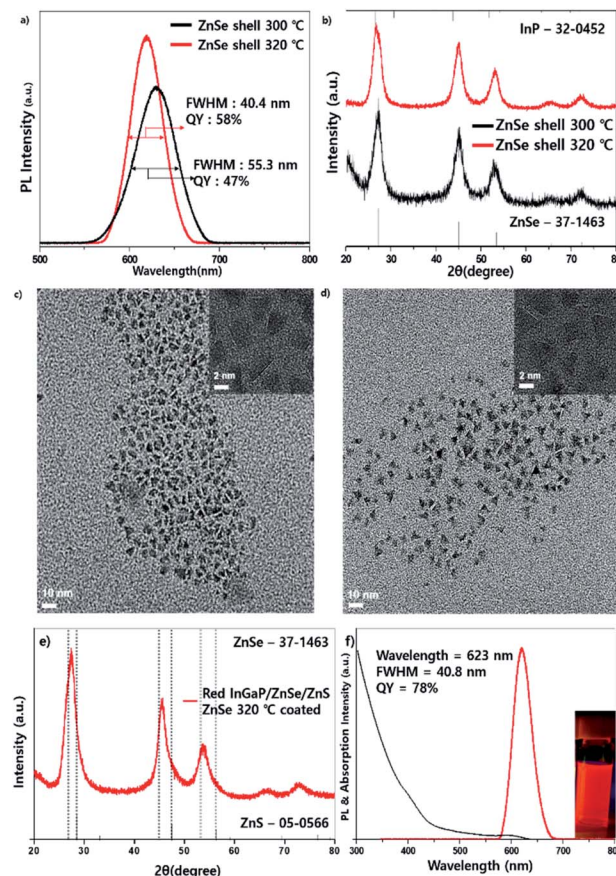 a)
ZnSe shell 300 ℃
ZnSe shell 320 ℃
FWHM : 40.4 nm
QY : 58%
FWHM : 55.3 nm
QY : 47%
PL Intensity (a.u.)
500 550 600 650 700 750 800
Wavelength(nm)
b)
InP – 32-0452
ZnSe shell 300 ℃
ZnSe shell 320 ℃
ZnSe – 37-1463
Intensity (a.u.)
20 30 40 50 60 70 80
2θ(degree)
c)
2 nm
10 nm
d)
2 nm
10 nm
e)
ZnSe – 37-1463
Red InGaP/ZnSe/ZnS
ZnSe 320 ℃ coated
ZnS – 05-0566
Intensity (a.u.)
20 30 40 50 60 70 80
2θ(degree)
f)
Wavelength = 623 nm
FWHM = 40.8 nm
QY = 78%
PL & Absorption Intensity (a.u.)
300 400 500 600 700 800
Wavelength (nm)